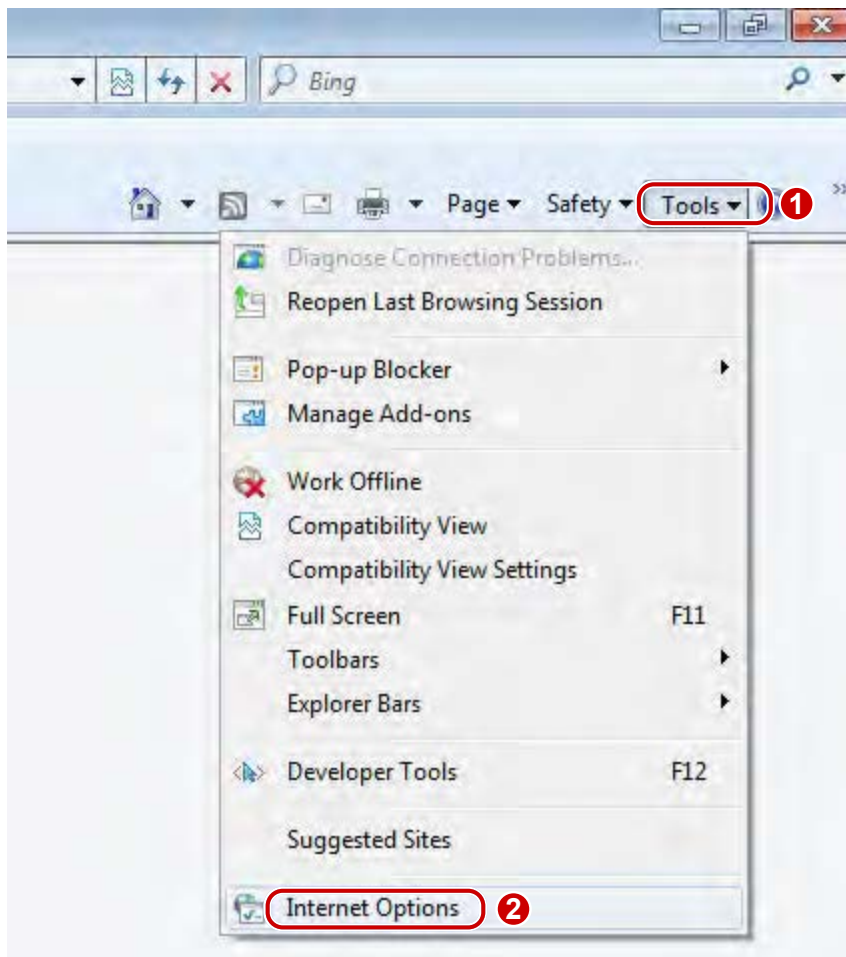 Bing
Page Safety Tools 1
Diagnose Connection Problems...
Reopen Last Browsing Session
Pop-up Blocker
Manage Add-ons
Work Offline
Compatibility View
Compatibility View Settings
Full Screen F11
Toolbars
Explorer Bars
Developer Tools F12
Suggested Sites
Internet Options 2